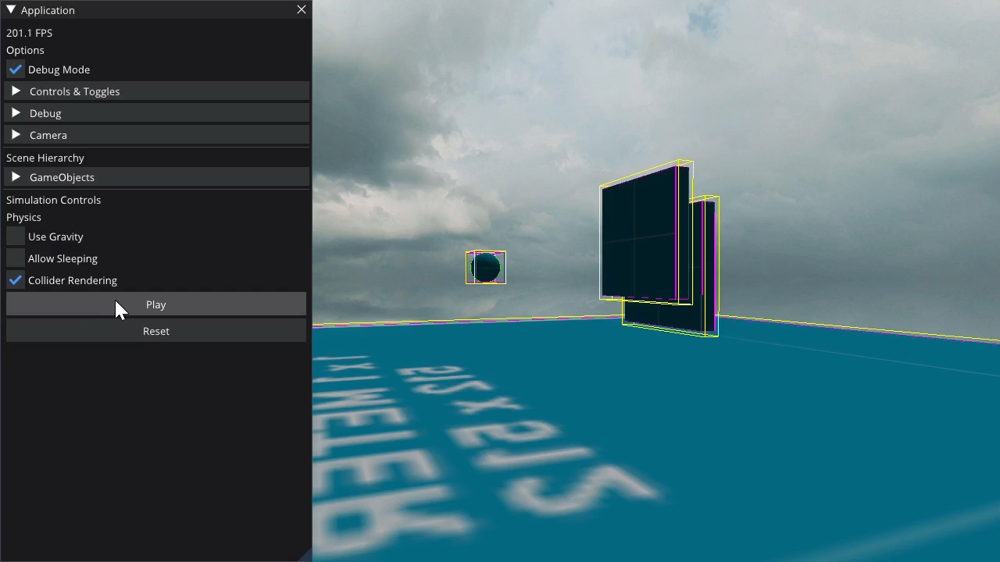 Application
201.1 FPS
Options
Debug Mode
Controls & Toggles
Debug
Camera
Scene Hierarchy
GameObjects
Simulation Controls
Physics
Use Gravity
Allow Sleeping
Collider Rendering
Play
Reset